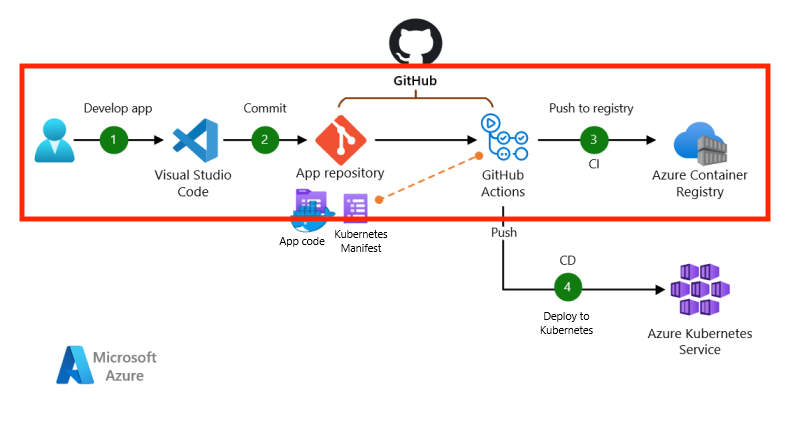 GitHub
Develop app
Commit
Push to registry
1
2
3
CI
Visual Studio
Code
App repository
GitHub
Actions
Azure Container
Registry
App code
Kubernetes
Manifest
Push
CD
4
Deploy to
Kubernetes
Azure Kubernetes
Service
Microsoft
Azure